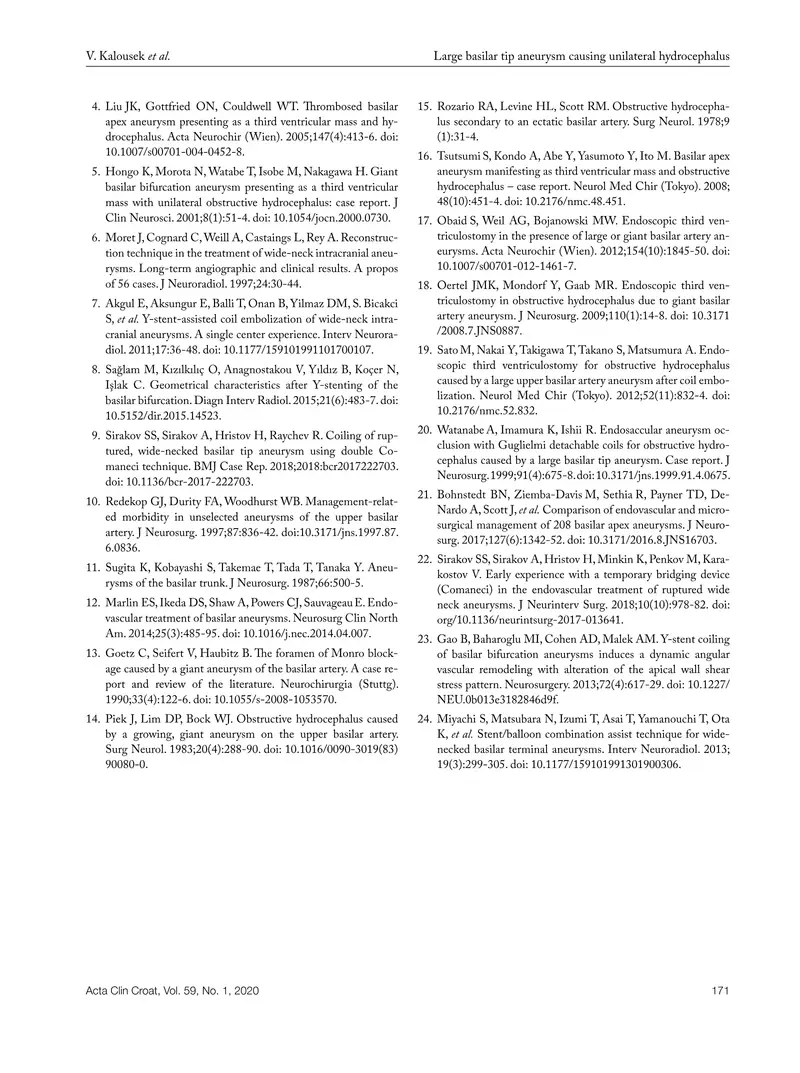 V. Kalousek et al.
Large basilar tip aneurysm causing unilateral hydrocephalus
4. Liu JK, Gottfried ON, Couldwell WT. Thrombosed basilar
apex aneurysm presenting as a third ventricular mass and hy-
drocephalus. Acta Neurochir (Wien). 2005;147(4):413-6. doi:
10.1007/s00701-004-0452-8.
5. Hongo K, Morota N, Watabe T, Isobe M, Nakagawa H. Giant
basilar bifurcation aneurysm presenting as a third ventricular
mass with unilateral obstructive hydrocephalus: case report. J
Clin Neurosci. 2001;8(1):51-4. doi: 10.1054/jocn.2000.0730.
6. Moret J, Cognard C, Weill A, Castaings L, Rey A. Reconstruc-
tion technique in the treatment of wide-neck intracranial aneu-
rysms. Long-term angiographic and clinical results. A propos
of 56 cases. J Neuroradiol. 1997;24:30-44.
7. Akgul E, Aksungur E, Balli T, Onan B, Yilmaz DM, S. Bicakci
S, et al. Y-stent-assisted coil embolization of wide-neck intra-
cranial aneurysms. A single center experience. Interv Neurora-
diol. 2011;17:36-48. doi: 10.1177/159101991101700107.
8. Sağlam M, Kızılkılıç O, Anagnostakou V, Yıldız B, Koçer N,
Işlak C. Geometrical characteristics after Y-stenting of the
basilar bifurcation. Diagn Interv Radiol. 2015;21(6):483-7. doi:
10.5152/dir.2015.14523.
9. Sirakov SS, Sirakov A, Hristov H, Raychev R. Coiling of rup-
tured, wide-necked basilar tip aneurysm using double Co-
maneci technique. BMJ Case Rep. 2018;2018:bcr2017222703.
doi: 10.1136/bcr-2017-222703.
10. Redekop GJ, Durity FA, Woodhurst WB. Management-relat-
ed morbidity in unselected aneurysms of the upper basilar
artery. J Neurosurg. 1997;87:836-42. doi:10.3171/jns.1997.87.
6.0836.
11. Sugita K, Kobayashi S, Takemae T, Tada T, Tanaka Y. Aneu-
rysms of the basilar trunk. J Neurosurg. 1987;66:500-5.
12. Marlin ES, Ikeda DS, Shaw A, Powers CJ, Sauvageau E. Endo-
vascular treatment of basilar aneurysms. Neurosurg Clin North
Am. 2014;25(3):485-95. doi: 10.1016/j.nec.2014.04.007.
13. Goetz C, Seifert V, Haubitz B. The foramen of Monro block-
age caused by a giant aneurysm of the basilar artery. A case re-
port and review of the literature. Neurochirurgia (Stuttg).
1990;33(4):122-6. doi: 10.1055/s-2008-1053570.
14. Piek J, Lim DP, Bock WJ. Obstructive hydrocephalus caused
by a growing, giant aneurysm on the upper basilar artery.
Surg Neurol. 1983;20(4):288-90. doi: 10.1016/0090-3019(83)
90080-0.
15. Rozario RA, Levine HL, Scott RM. Obstructive hydrocepha-
lus secondary to an ectatic basilar artery. Surg Neurol. 1978;9
(1):31-4.
16. Tsutsumi S, Kondo A, Abe Y, Yasumoto Y, Ito M. Basilar apex
aneurysm manifesting as third ventricular mass and obstructive
hydrocephalus – case report. Neurol Med Chir (Tokyo). 2008;
48(10):451-4. doi: 10.2176/nmc.48.451.
17. Obaid S, Weil AG, Bojanowski MW. Endoscopic third ven-
triculostomy in the presence of large or giant basilar artery an-
eurysms. Acta Neurochir (Wien). 2012;154(10):1845-50. doi:
10.1007/s00701-012-1461-7.
18. Oertel JMK, Mondorf Y, Gaab MR. Endoscopic third ven-
triculostomy in obstructive hydrocephalus due to giant basilar
artery aneurysm. J Neurosurg. 2009;110(1):14-8. doi: 10.3171
/2008.7.JNS0887.
19. Sato M, Nakai Y, Takigawa T, Takano S, Matsumura A. Endo-
scopic third ventriculostomy for obstructive hydrocephalus
caused by a large upper basilar artery aneurysm after coil embo-
lization. Neurol Med Chir (Tokyo). 2012;52(11):832-4. doi:
10.2176/nmc.52.832.
20. Watanabe A, Imamura K, Ishii R. Endosaccular aneurysm oc-
clusion with Guglielmi detachable coils for obstructive hydro-
cephalus caused by a large basilar tip aneurysm. Case report. J
Neurosurg. 1999;91(4):675-8. doi: 10.3171/jns.1999.91.4.0675.
21. Bohnstedt BN, Ziemba-Davis M, Sethia R, Payner TD, De-
Nardo A, Scott J, et al. Comparison of endovascular and micro-
surgical management of 208 basilar apex aneurysms. J Neuro-
surg. 2017;127(6):1342-52. doi: 10.3171/2016.8.JNS16703.
22. Sirakov SS, Sirakov A, Hristov H, Minkin K, Penkov M, Kara-
kostov V. Early experience with a temporary bridging device
(Comaneci) in the endovascular treatment of ruptured wide
neck aneurysms. J Neurinterv Surg. 2018;10(10):978-82. doi:
org/10.1136/neurintsurg-2017-013641.
23. Gao B, Baharoglu MI, Cohen AD, Malek AM. Y-stent coiling
of basilar bifurcation aneurysms induces a dynamic angular
vascular remodeling with alteration of the apical wall shear
stress pattern. Neurosurgery. 2013;72(4):617-29. doi: 10.1227/
NEU.0b013e3182846d9f.
24. Miyachi S, Matsubara N, Izumi T, Asai T, Yamanouchi T, Ota
K, et al. Stent/balloon combination assist technique for wide-
necked basilar terminal aneurysms. Interv Neuroradiol. 2013;
19(3):299-305. doi: 10.1177/159101991301900306.
Acta Clin Croat, Vol. 59, No. 1, 2020
171